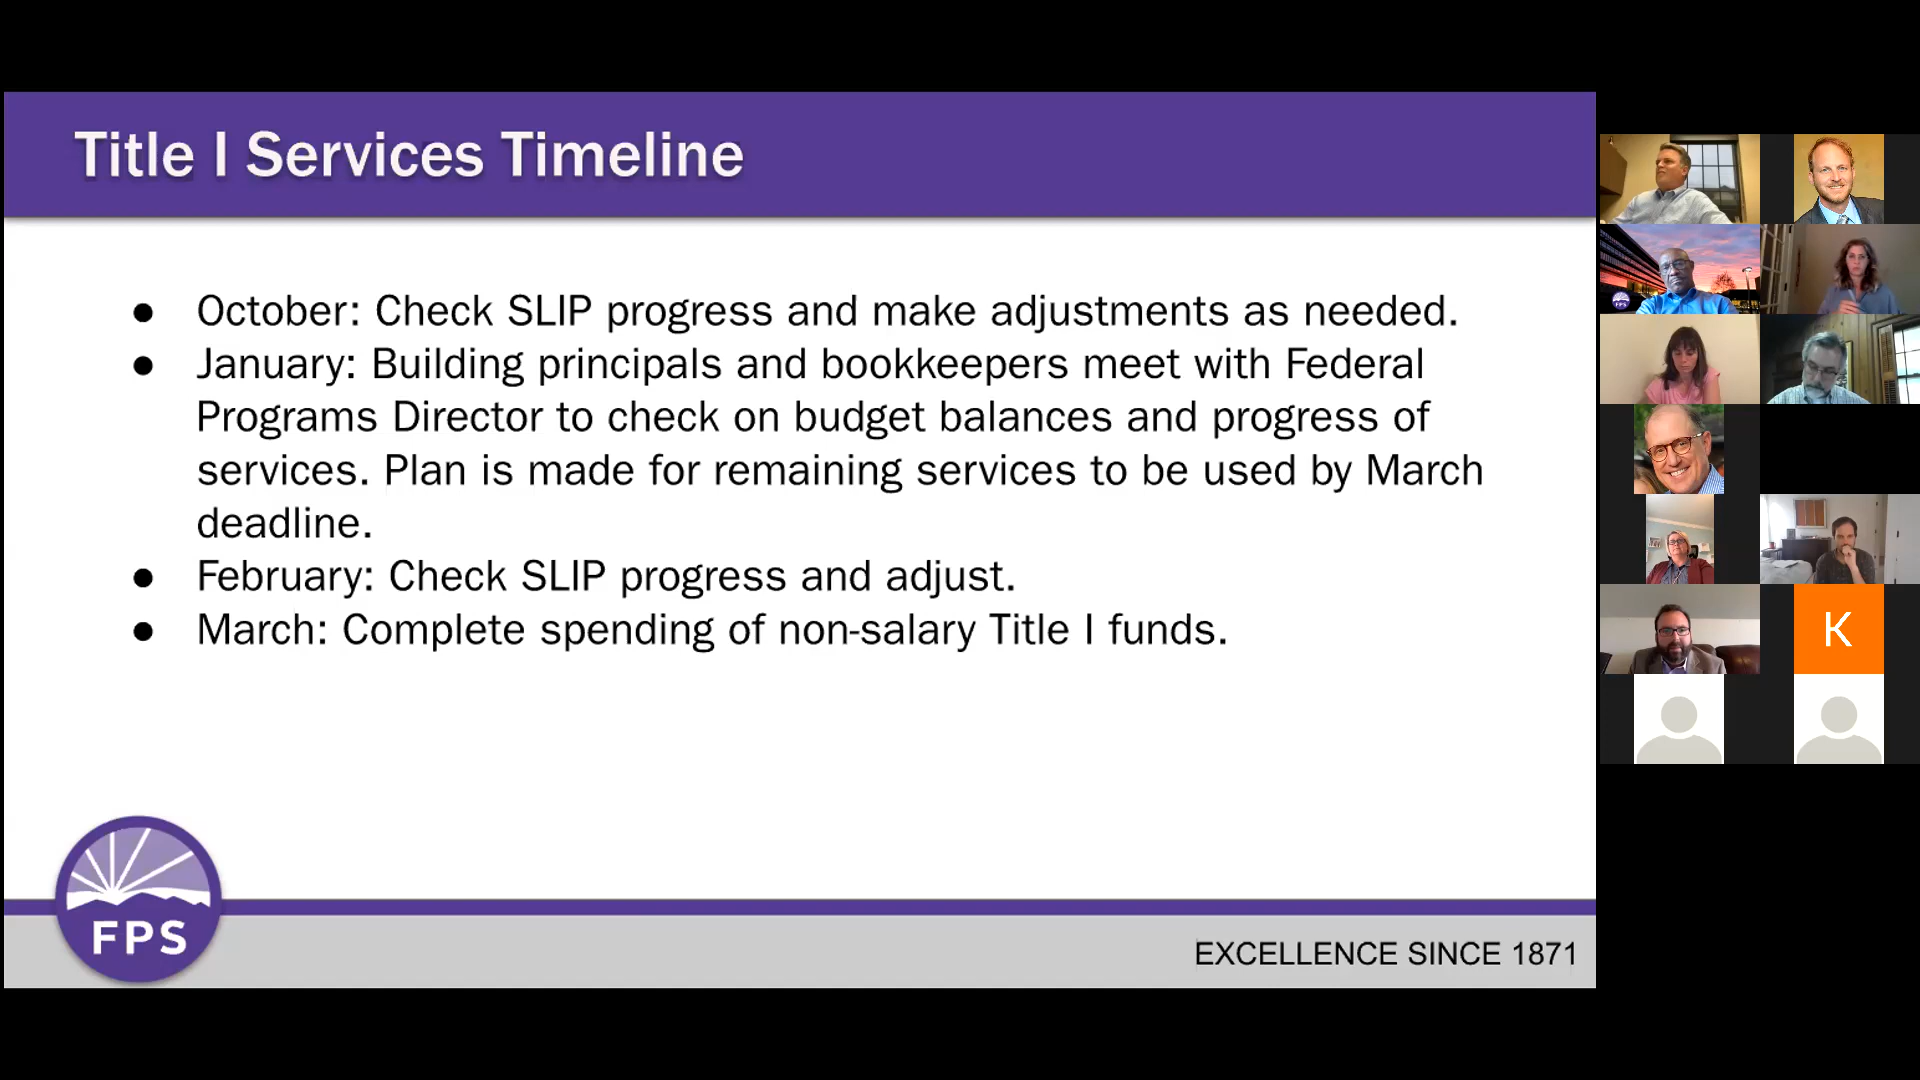 Title I Services Timeline
● October: Check SLIP progress and make adjustments as needed.
● January: Building principals and bookkeepers meet with Federal
Programs Director to check on budget balances and progress of
services. Plan is made for remaining services to be used by March
deadline.
● February: Check SLIP progress and adjust.
● March: Complete spending of non-salary Title I funds.
FPS
EXCELLENCE SINCE 1871
FPS
K